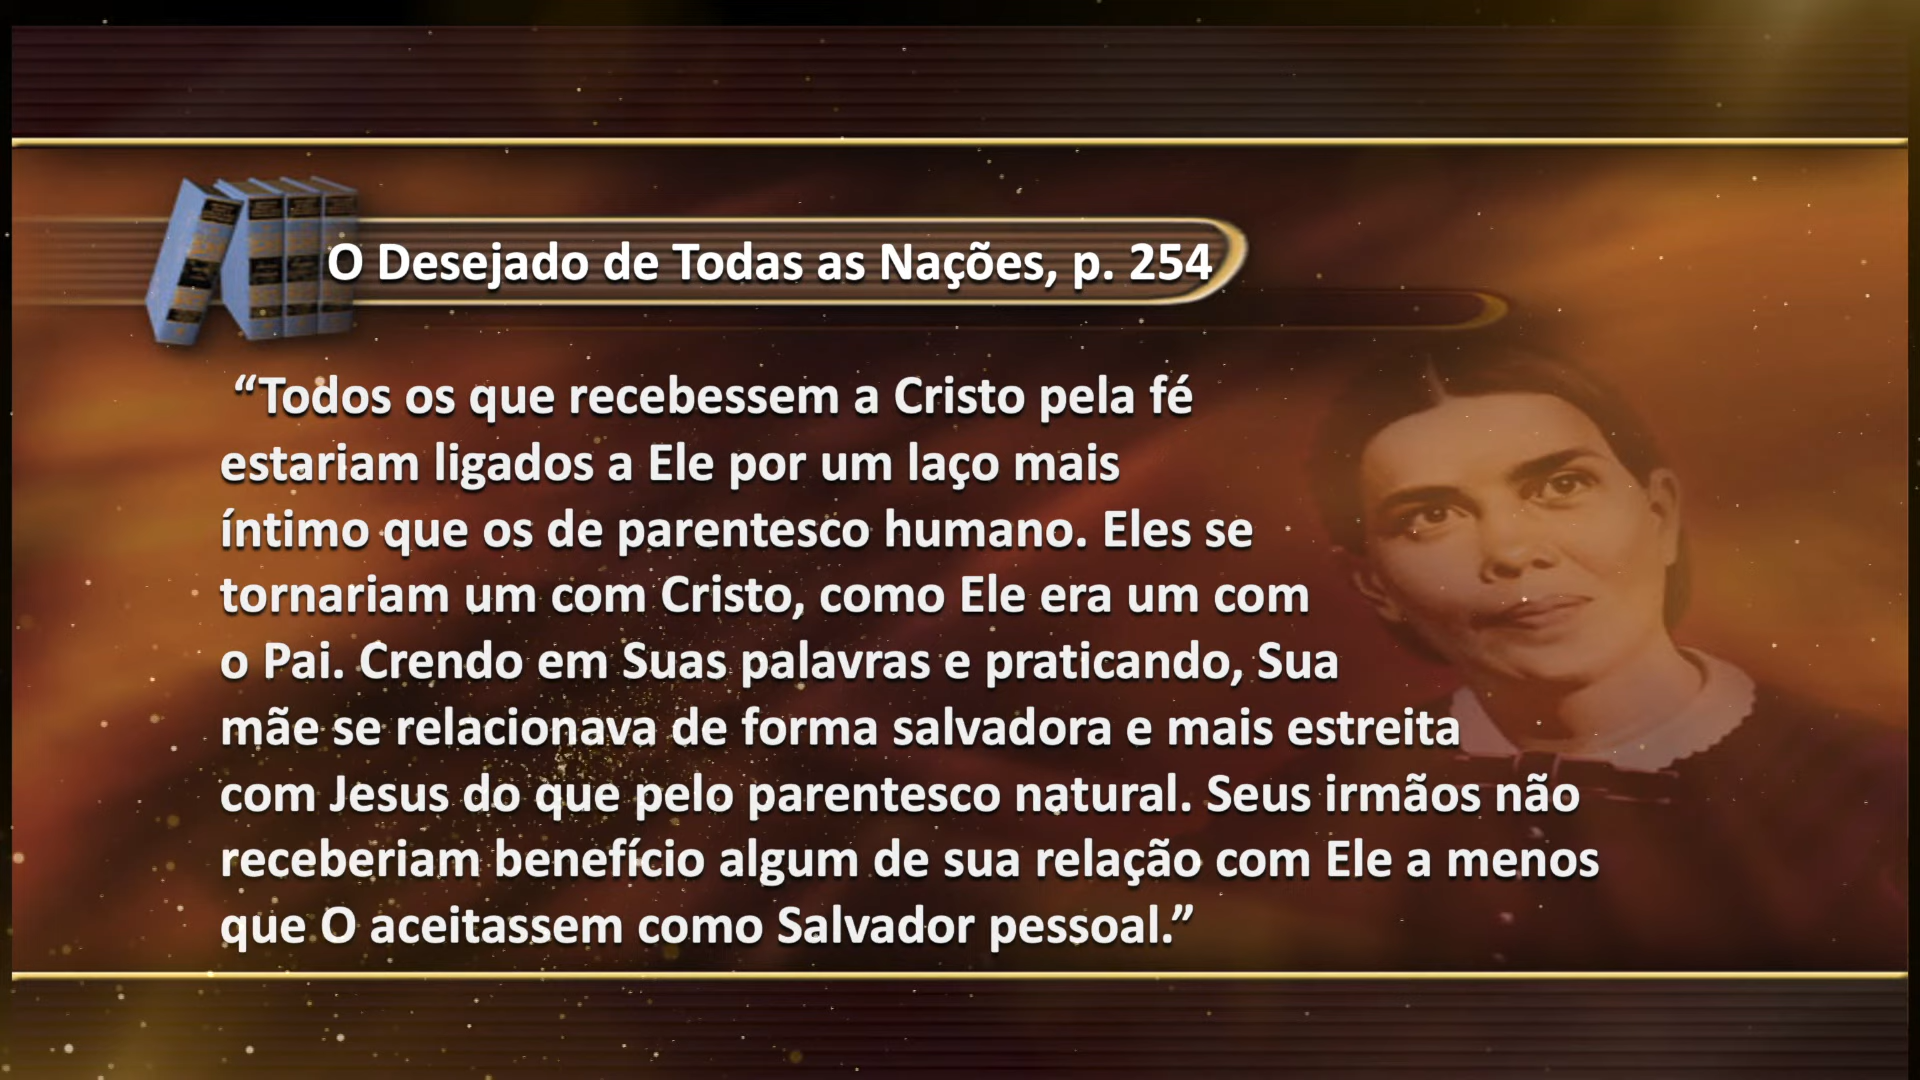 O Desejado de Todas as Nações, p. 254
“Todos os que recebessem a Cristo pela fé
estariam ligados a Ele por um laço mais
íntimo que os de parentesco humano. Eles se
tornariam um com Cristo, como Ele era um com
o Pai. Crendo em Suas palavras e praticando, Sua
mãe se relacionava de forma salvadora e mais estreita
com Jesus do que pelo parentesco natural. Seus irmãos não
receberiam benefício algum de sua relação com Ele a menos
que O aceitassem como Salvador pessoal.”